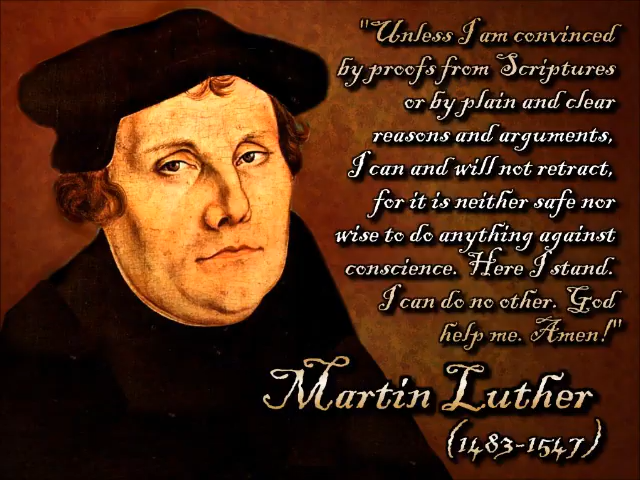 "Unless I am convinced
by proofs from Scriptures
or by plain and clear
reasons and arguments,
I can and will not retract,
for it is neither safe nor
wise to do anything against
conscience. Here I stand.
I can do no other. God
help me. Amen!"
Martin Luther
(1483-1547)